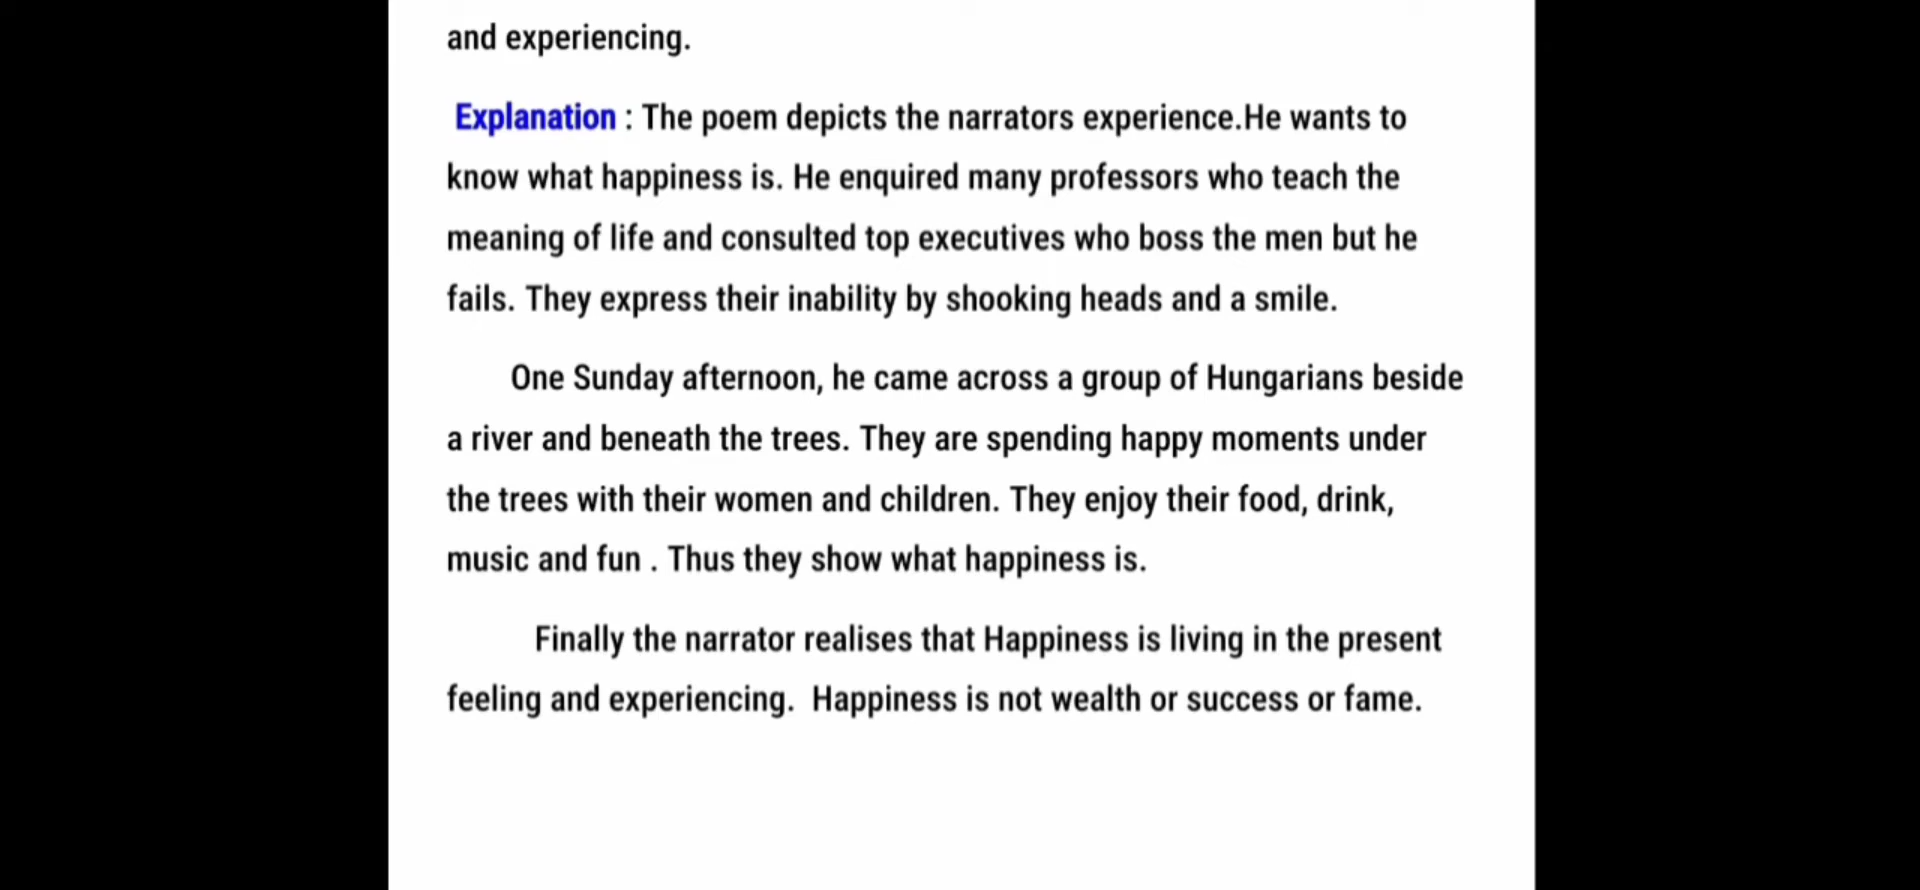 and experiencing.
Explanation : The poem depicts the narrators experience.He wants to
know what happiness is. He enquired many professors who teach the
meaning of life and consulted top executives who boss the men but he
fails. They express their inability by shooking heads and a smile.
One Sunday afternoon, he came across a group of Hungarians beside
a river and beneath the trees. They are spending happy moments under
the trees with their women and children. They enjoy their food, drink,
music and fun . Thus they show what happiness is.
Finally the narrator realises that Happiness is living in the present
feeling and experiencing.  Happiness is not wealth or success or fame.